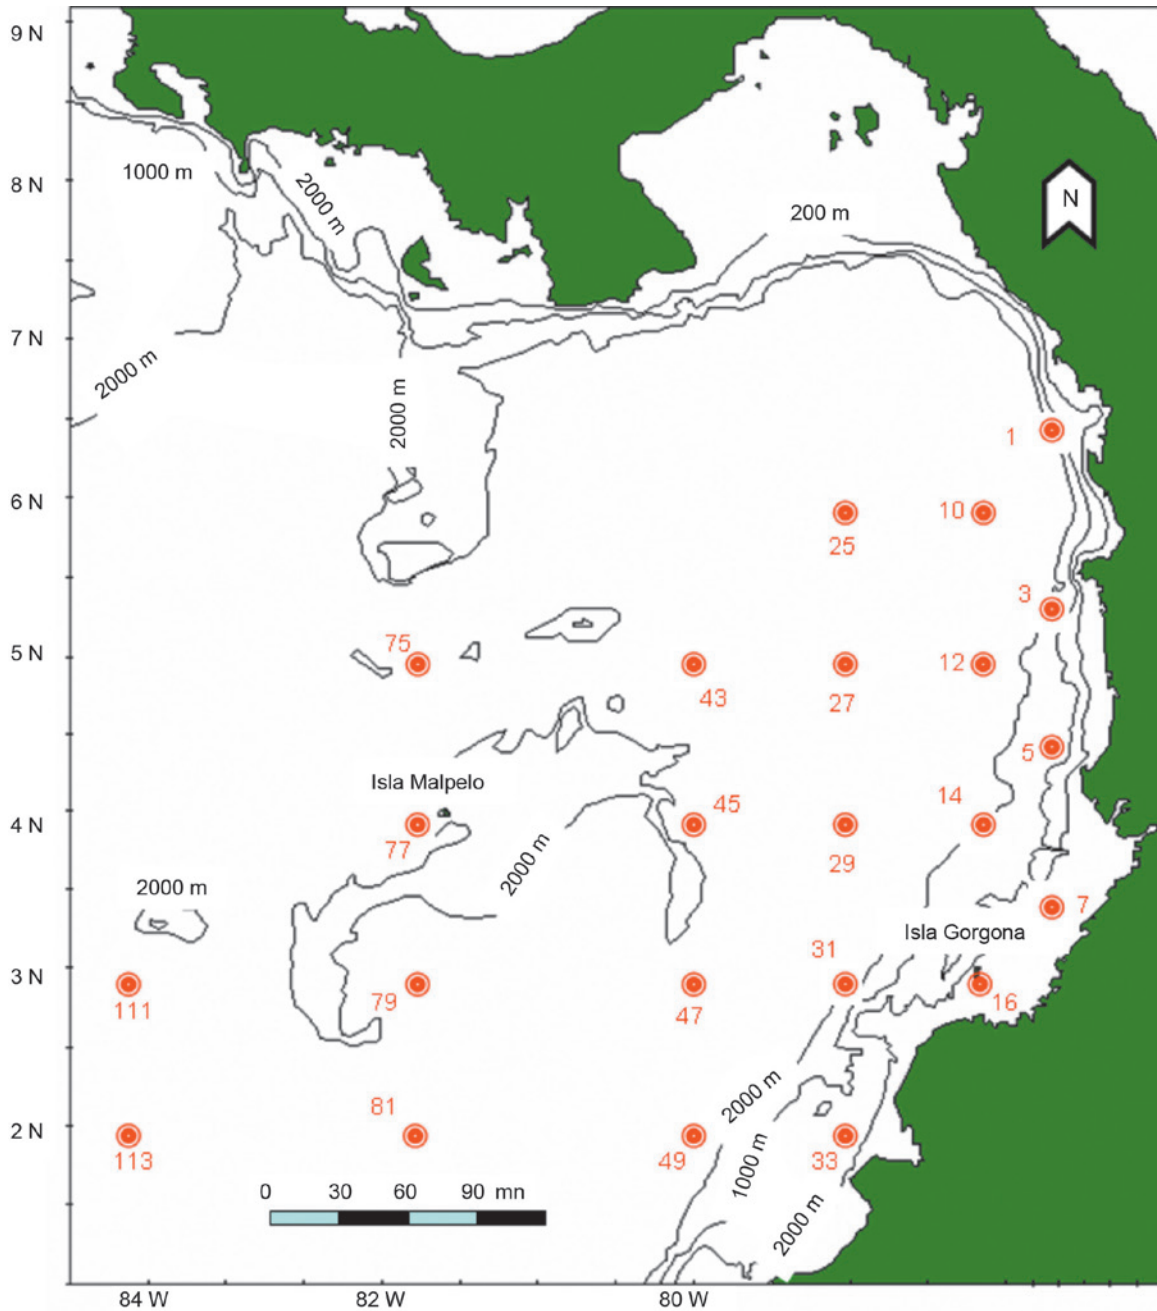 9 N
1000 m
8 N
2000 m
200 m
N
7 N
2000 m
2000 m
1
6 N
10
25
3
5 N
75
43
27
12
5
Isla Malpelo
45
14
4 N
77
29
2000 m
2000 m
7
Isla Gorgona
31
3 N
111
79
47
16
2000 m
81
2 N
113
49
33
1000 m
2000 m
0 30 60 90 mn
84 W 82 W 80 W